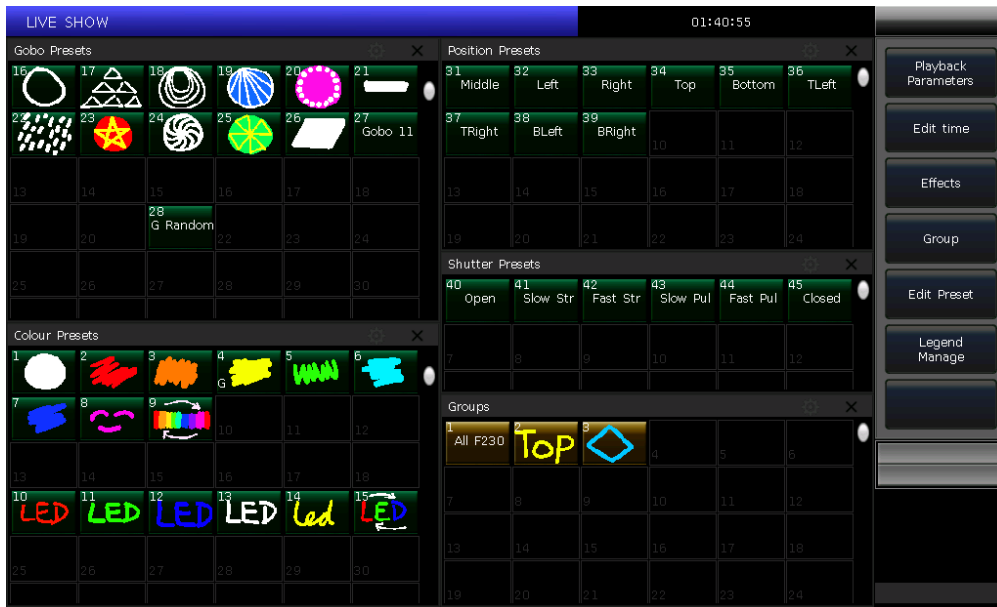 LIVE SHOW
01:40:55
Gobo Presets
16 17 18 19 20 21
22 23 24 25 26 27
Gobo 11
13 14 15 16 17 18
28
G Random
19 20 22 23 24
25 26 27 28 29 30
Colour Presets
1 2 3 4 5 6
G
7 8 9 10 11 12
13 14 15 16 17 18
10 11 12 13 14 15
LED LED LED LED Led LED
25 26 27 28 29 30
Position Presets
31 32 33 34 35 36
Middle Left Right Top Bottom TLeft
37 38 39
TRight BLeft BRight
10 11 12
13 14 15 16 17 18
19 20 21 22 23 24
Shutter Presets
40 41 42 43 44 45
Open Slow Str Fast Str Slow Pul Fast Pul Closed
7 8 9 10 11 12
Groups
1 2 3
All F230 Top
4 5 6
7 8 9 10 11 12
13 14 15 16 17 18
19 20 21 22 23 24
Playback
Parameters
Edit time
Effects
Group
Edit Preset
Legend
Manage